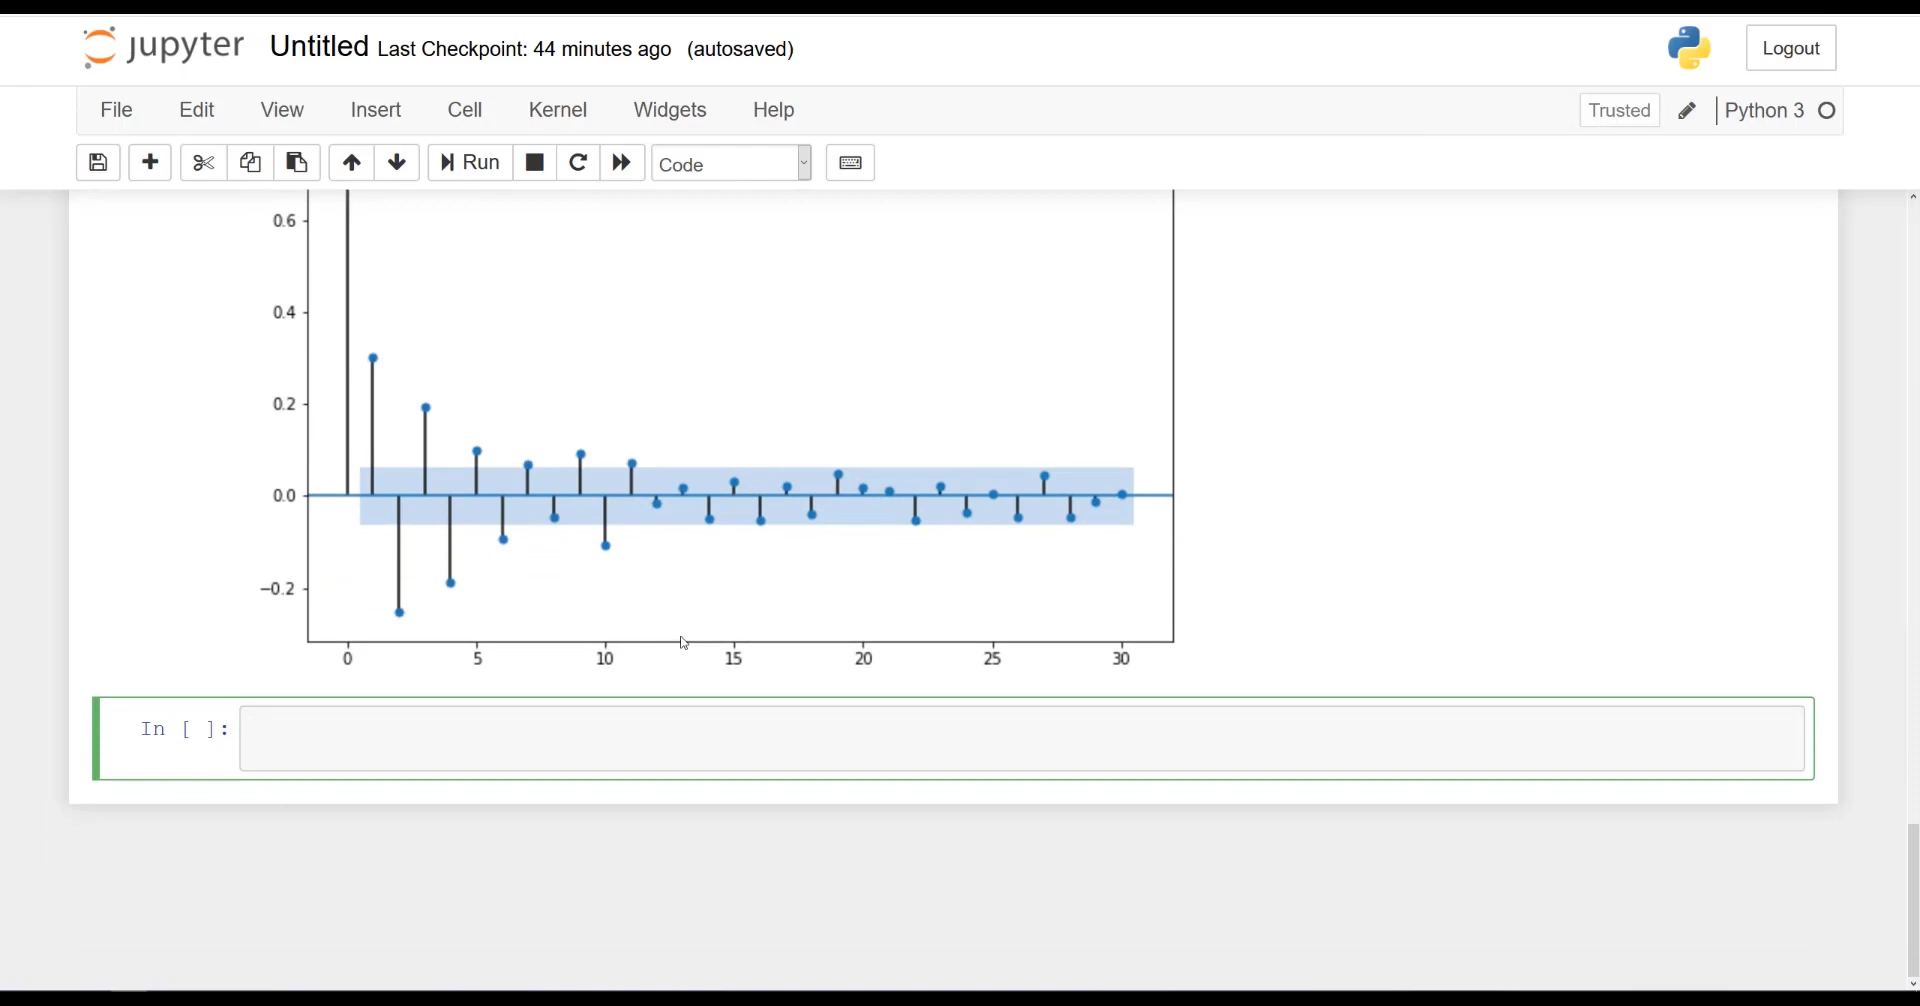 jupyter Untitled Last Checkpoint: 44 minutes ago (autosaved)
Logout
File Edit View Insert Cell Kernel Widgets Help
Trusted Python 3
Run Code
0.6
0.4
0.2
0.0
−0.2
0 5 10 15 20 25 30
In [ ]: